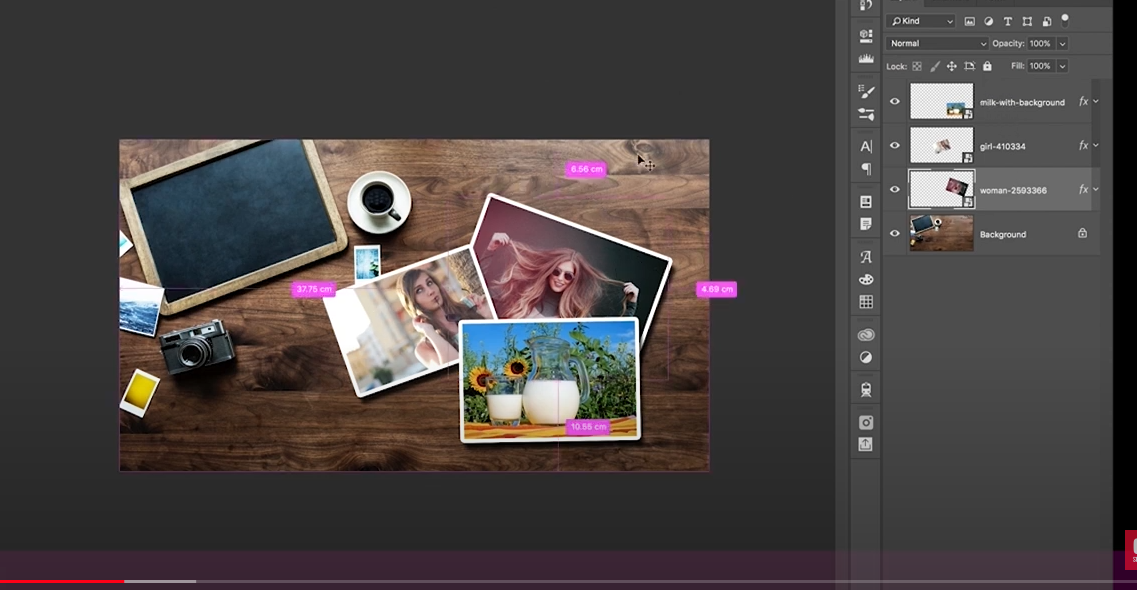 Kind
Normal
Opacity: 100%
Lock:
Fill: 100%
milk-with-background
fx
girl-410334
fx
woman-2593366
fx
Background
6.56 cm
37.75 cm
4.69 cm
10.55 cm